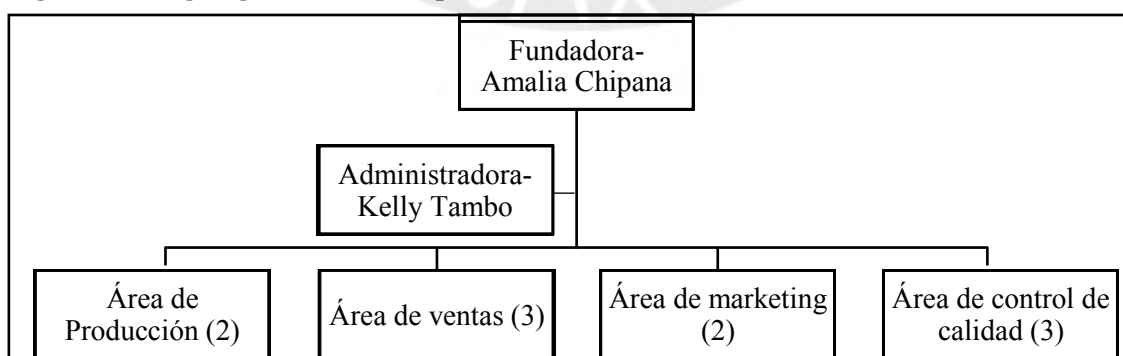 Fundadora-
Amalia Chipana
Administradora-
Kelly Tambo
Área de
Producción (2)
Área de ventas (3)
Área de marketing
(2)
Área de control de
calidad (3)